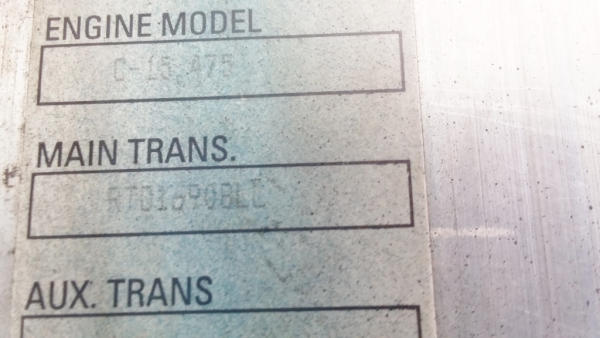 ENGINE MODEL
C-15,475
MAIN TRANS.
AUX. TRANS